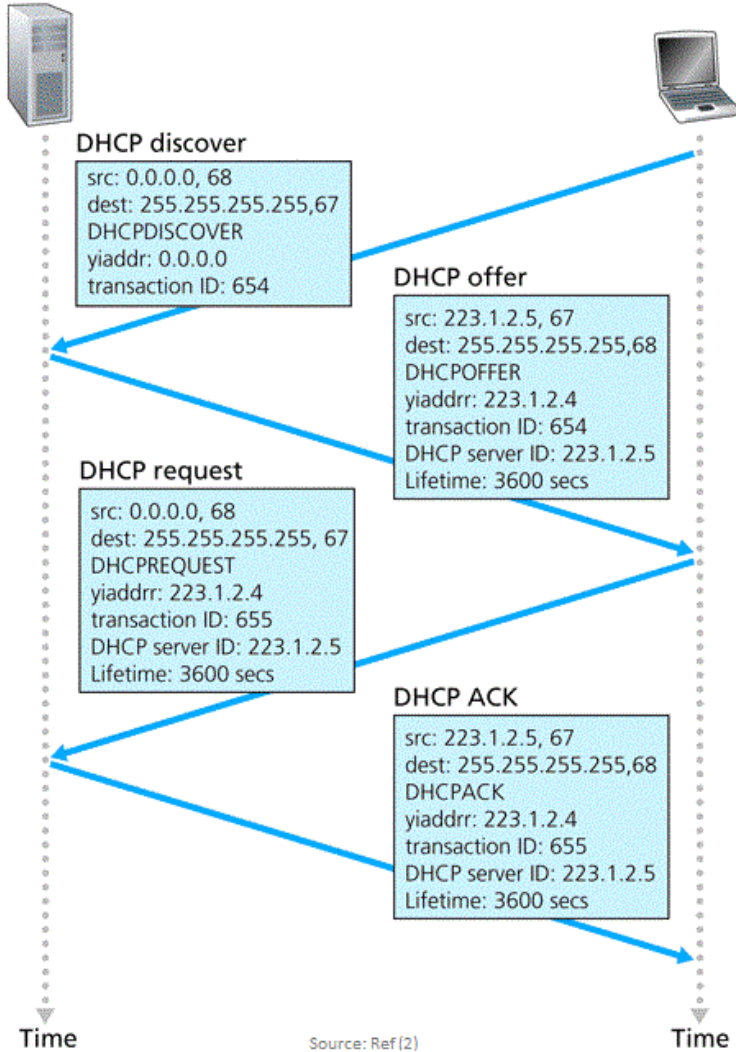 DHCP discover
src: 0.0.0.0, 68
dest: 255.255.255.255,67
DHCPDISCOVER
yiaddr: 0.0.0.0
transaction ID: 654
DHCP offer
src: 223.1.2.5, 67
dest: 255.255.255.255,68
DHCPOFFER
yiaddrr: 223.1.2.4
transaction ID: 654
DHCP server ID: 223.1.2.5
Lifetime: 3600 secs
DHCP request
src: 0.0.0.0, 68
dest: 255.255.255.255, 67
DHCPREQUEST
yiaddrr: 223.1.2.4
transaction ID: 655
DHCP server ID: 223.1.2.5
Lifetime: 3600 secs
DHCP ACK
src: 223.1.2.5, 67
dest: 255.255.255.255,68
DHCPACK
yiaddrr: 223.1.2.4
transaction ID: 655
DHCP server ID: 223.1.2.5
Lifetime: 3600 secs
Time
Source: Ref (2)
Time